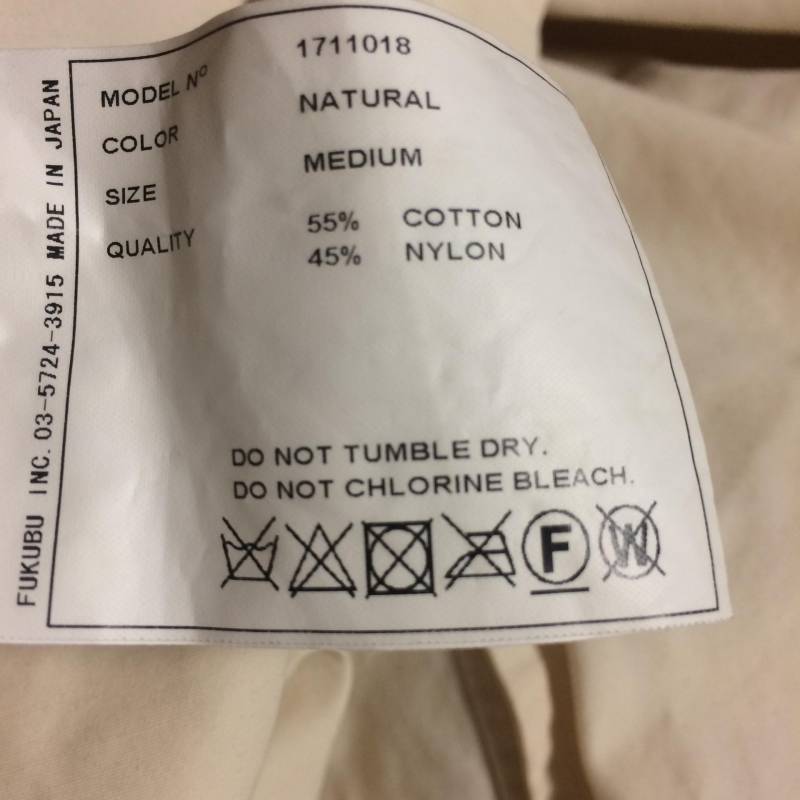 MODEL Nº 1711018
COLOR NATURAL
SIZE MEDIUM
QUALITY 55% COTTON
45% NYLON
DO NOT TUMBLE DRY.
DO NOT CHLORINE BLEACH.
F W
FUKUBU INC. 03-5724-3915 MADE IN JAPAN